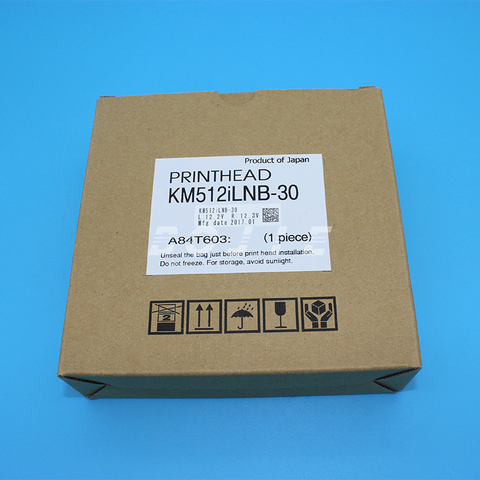 Product of Japan
PRINTHEAD
KM512iLNB-30
KM512iLNB-30
L:12.2V R:12.3V
Mfg date 2017.01
A84T603: (1 piece)
Unseal the bag just before print head installation.
Do not freeze. For storage, avoid sunlight.
2